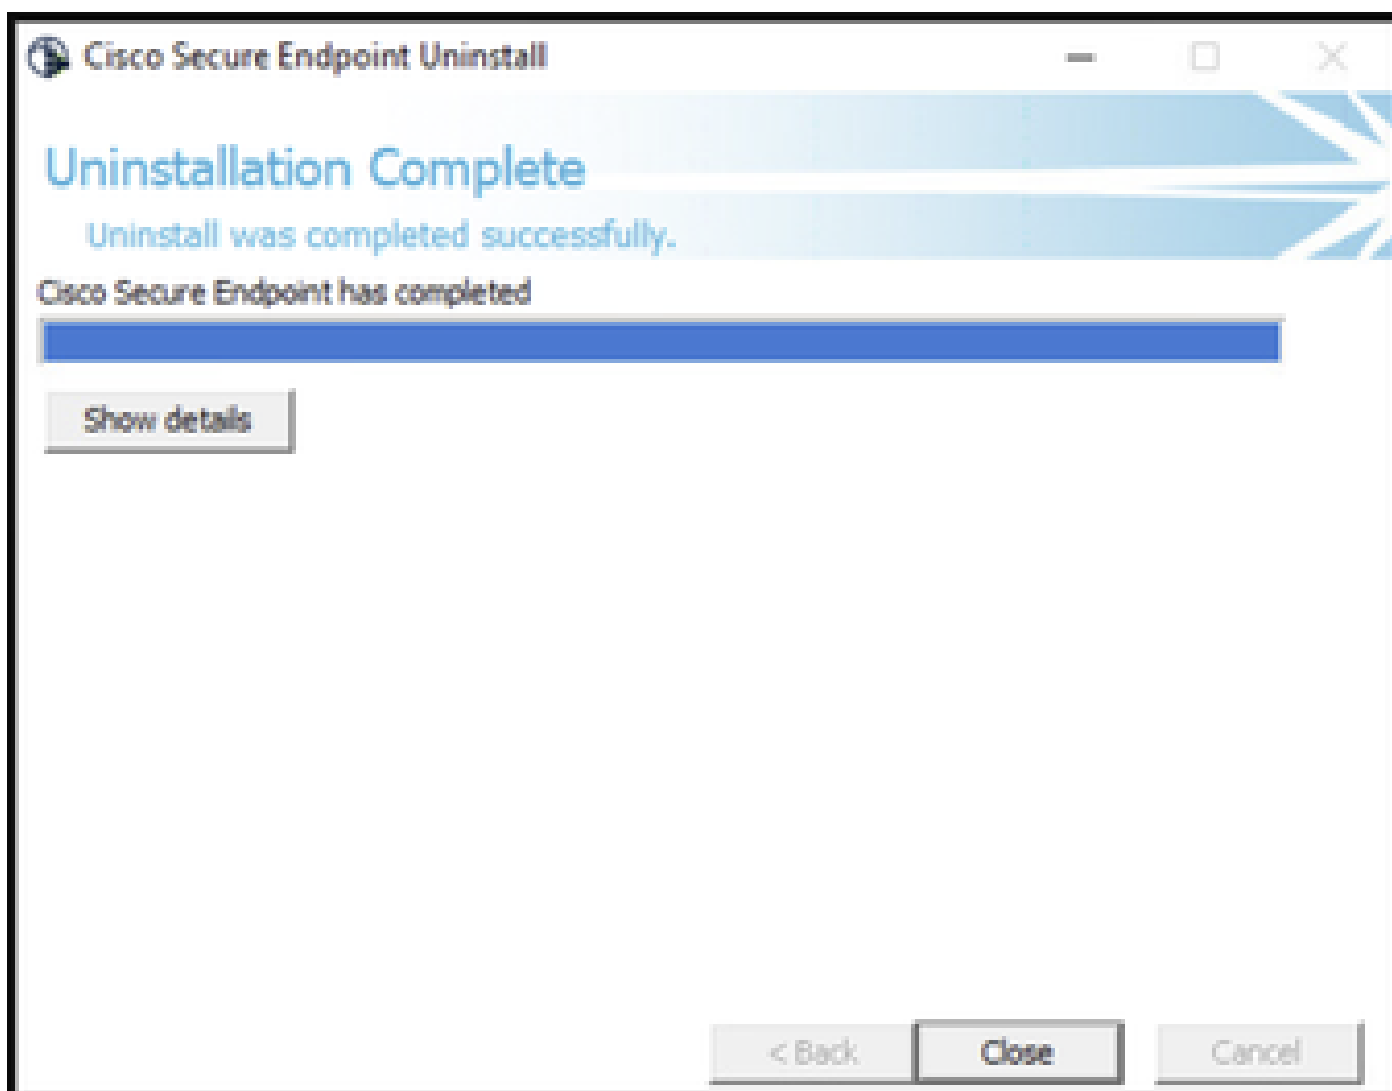 Cisco Secure Endpoint Uninstall
Uninstallation Complete
Uninstall was completed successfully.
Cisco Secure Endpoint has completed
Show details
< Back Close Cancel